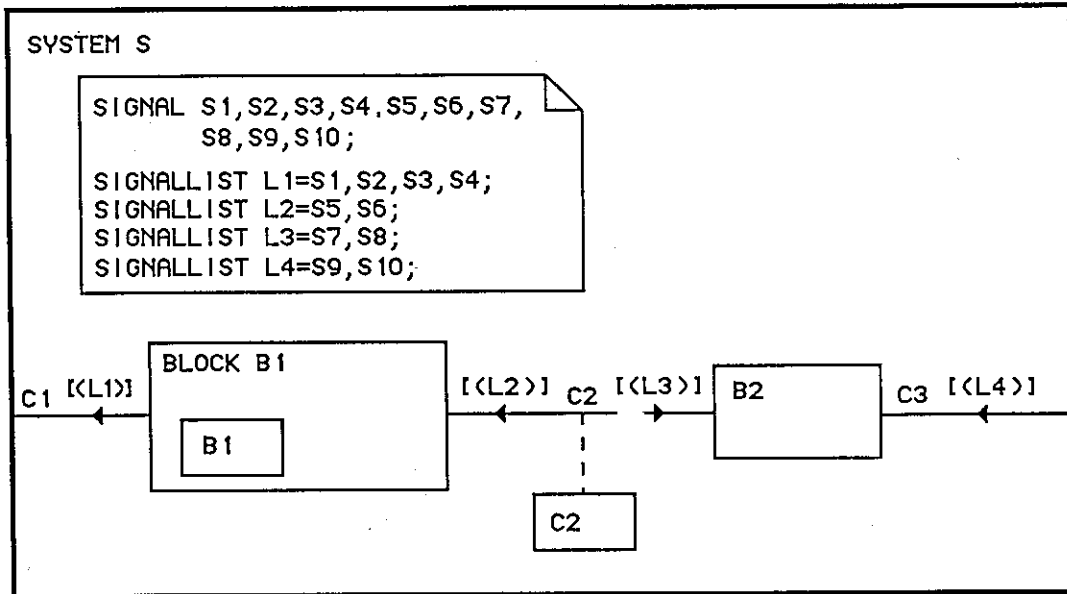 SYSTEM S
SIGNAL S1,S2,S3,S4.S5,S6,S7,
S8,S9,S10;
SIGNALLIST L1=S1,S2,S3,S4;
SIGNALLIST L2=S5,S6;
SIGNALLIST L3=S7,S8;
SIGNALLIST L4=S9,S10;
BLOCK B1
C1 [(L1)]
[(L2)] C2 [(L3)]
B2
C3 [(L4)]
B1
C2